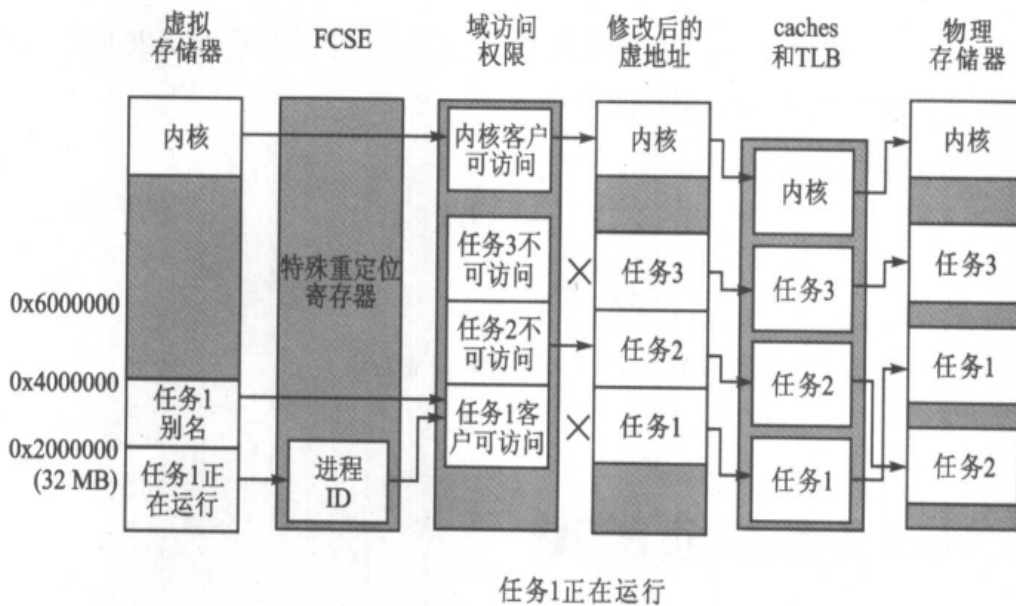 虚拟
存储器
FCSE
域访问
权限
修改后的
虚地址
caches
和TLB
物理
存储器
内核
内核客户
可访问
内核
内核
内核
任务3不
可访问
任务3
任务3
任务3
特殊重定位
寄存器
0x6000000
任务2不
可访问
任务2
任务2
任务1
0x4000000
任务1
别名
任务1客
户可访问
任务1
任务1
任务2
0x2000000
(32 MB)
任务1正
在运行
进程
ID
任务1正在运行